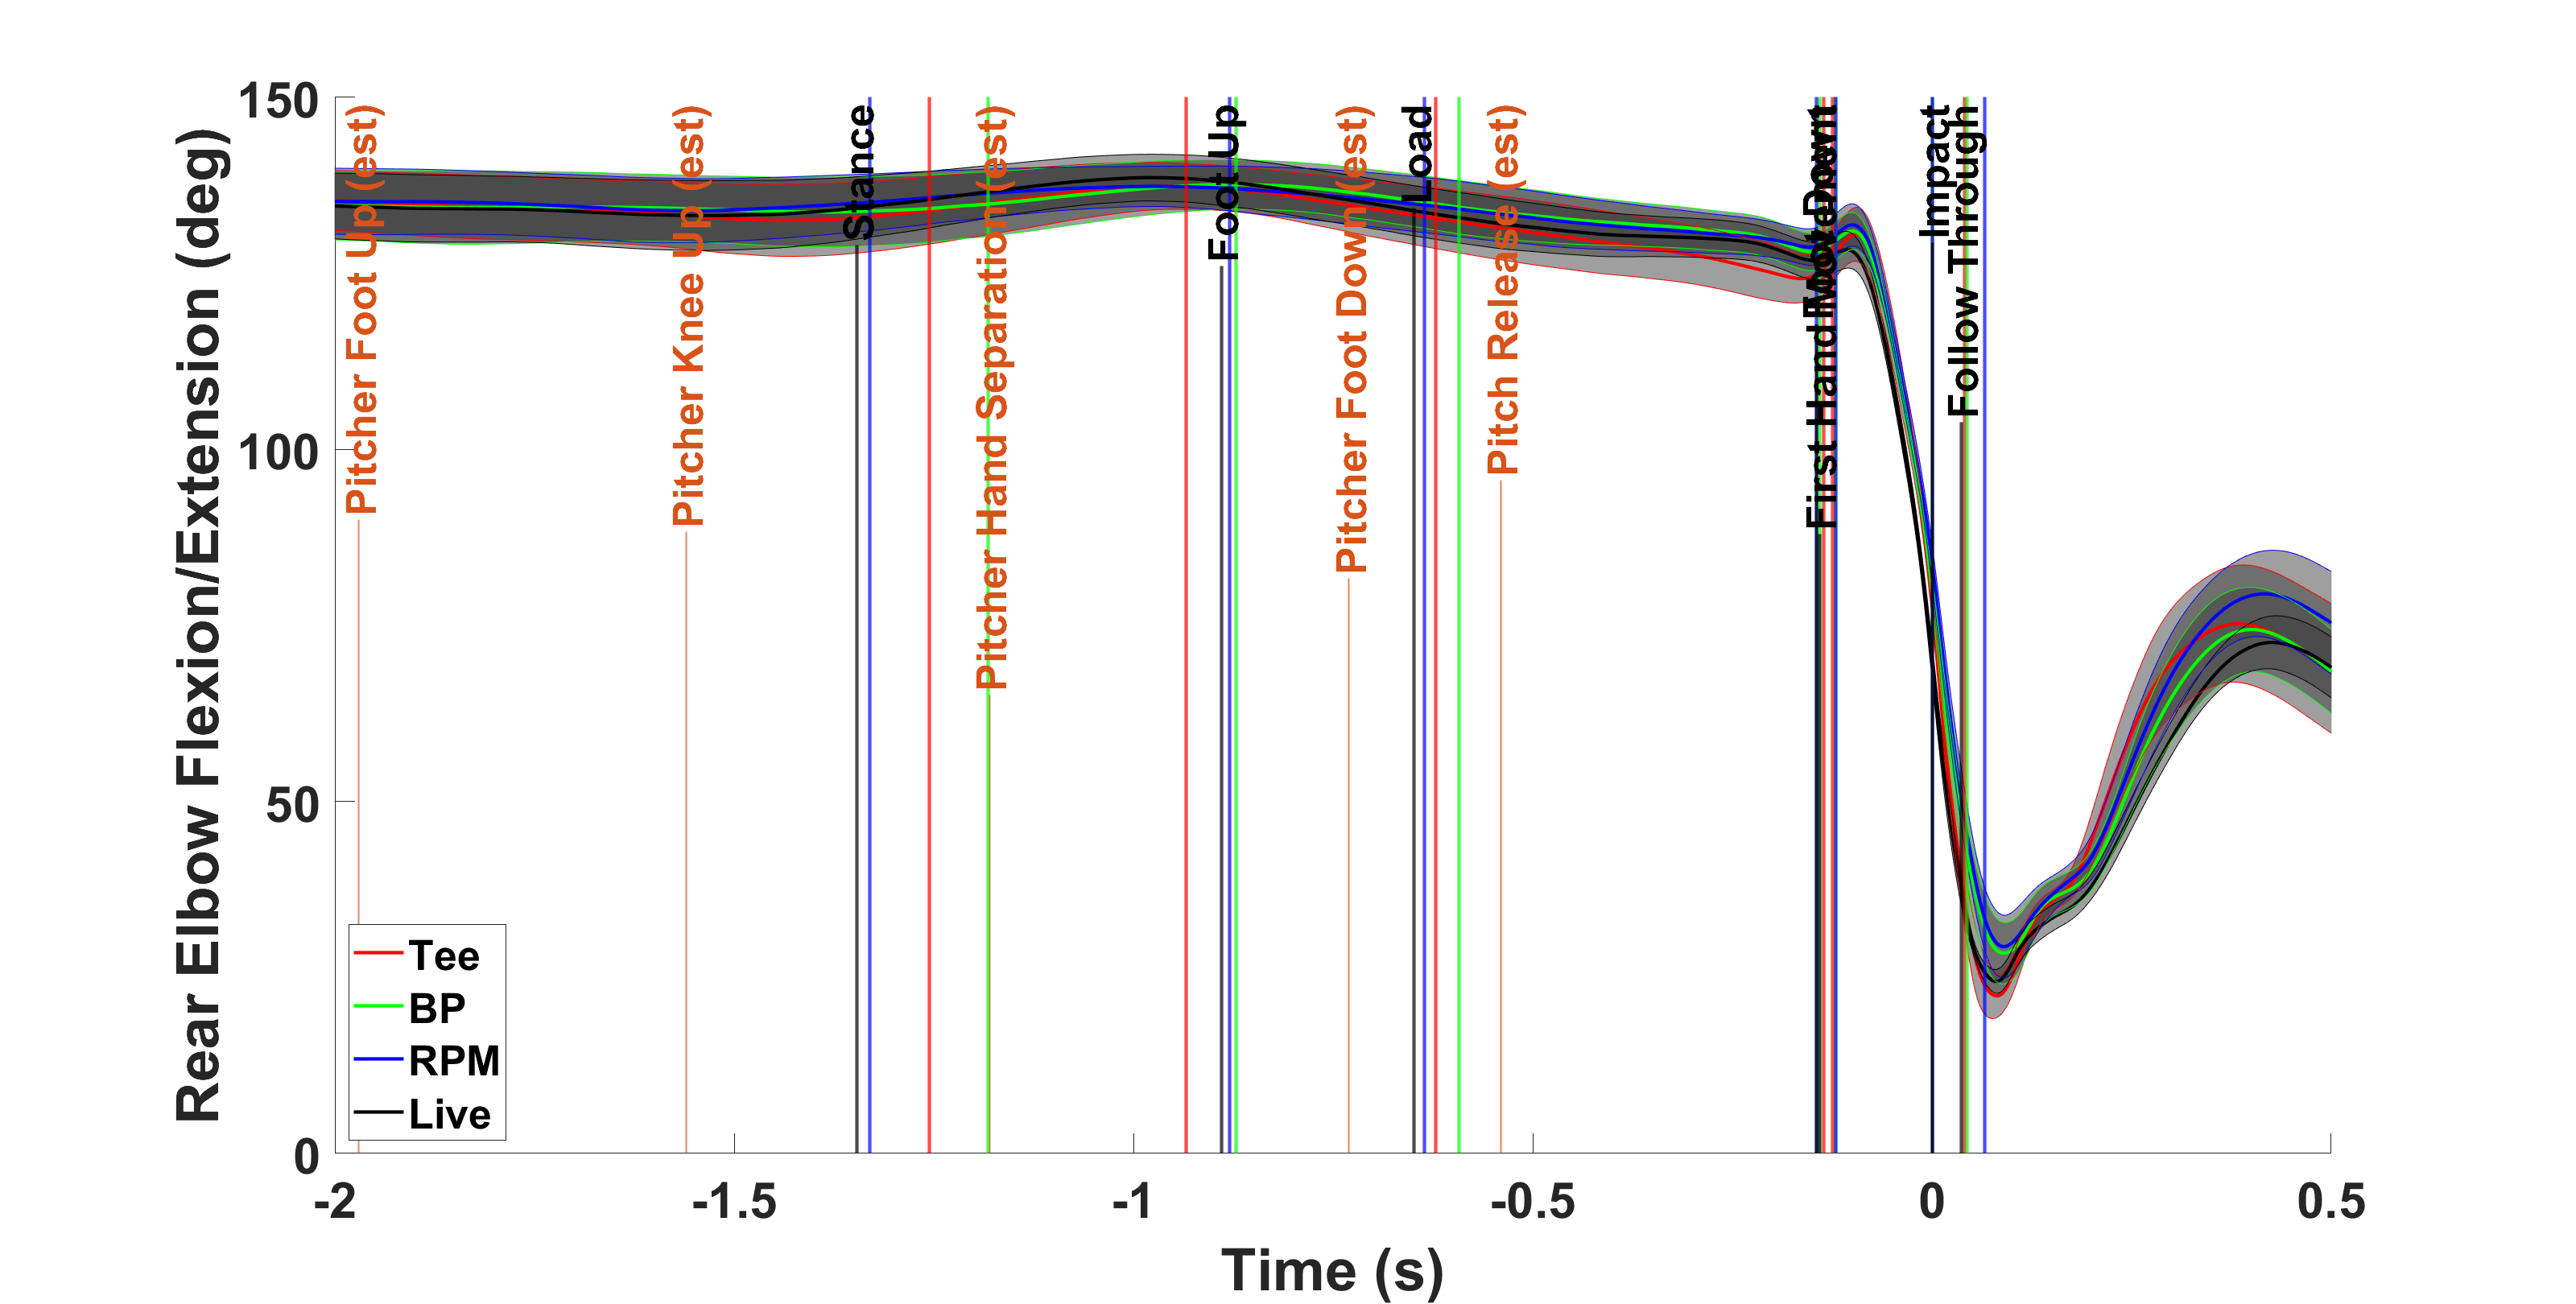 Rear Elbow Flexion/Extension (deg)
150
100
50
0
Pitcher Foot Up (est)
Pitcher Knee Up (est)
Stance
Pitcher Hand Separation (est)
Foot Up
Pitcher Foot Down (est)
Load
Pitch Release (est)
First Hand Movement
Down
Impact
Follow Through
Tee
BP
RPM
Live
-2
-1.5
-1
-0.5
0
0.5
Time (s)